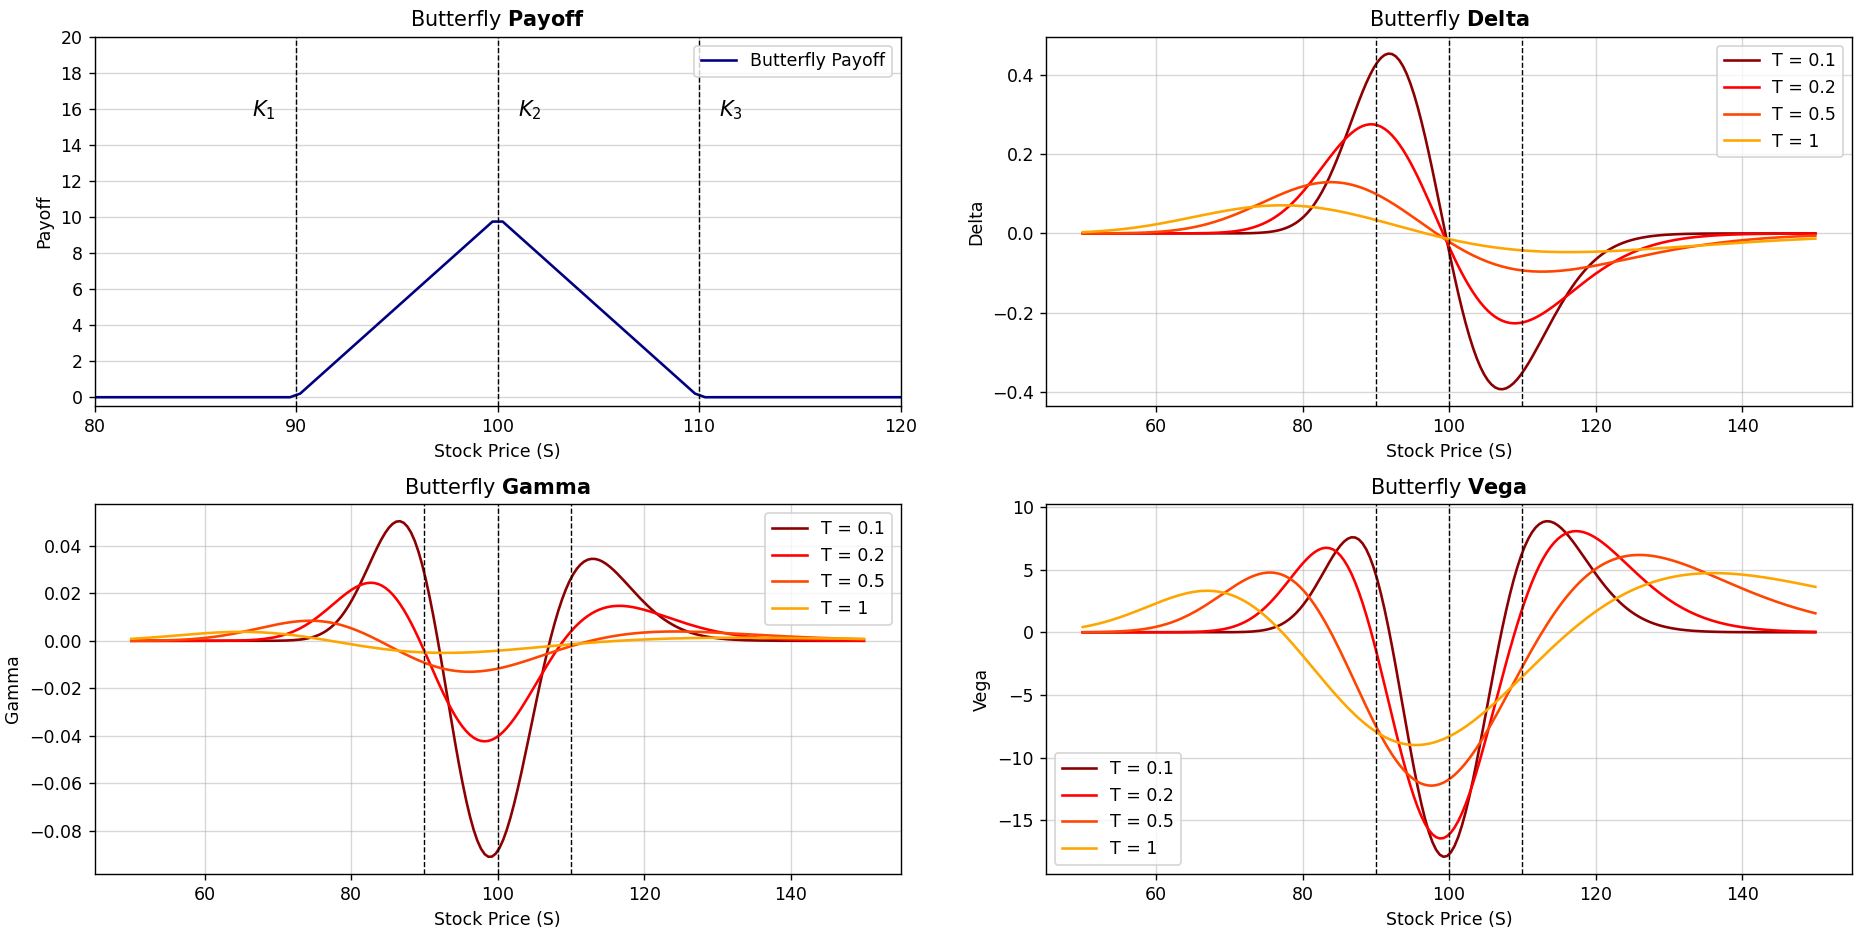 Butterfly Payoff
Payoff
20
18
16
14
12
10
8
6
4
2
0
K1
K2
K3
Butterfly Payoff
80
90
100
110
120
Stock Price (S)
Butterfly Delta
Delta
0.4
0.2
0.0
−0.2
−0.4
T = 0.1
T = 0.2
T = 0.5
T = 1
60
80
100
120
140
Stock Price (S)
Butterfly Gamma
Gamma
0.04
0.02
0.00
−0.02
−0.04
−0.06
−0.08
T = 0.1
T = 0.2
T = 0.5
T = 1
60
80
100
120
140
Stock Price (S)
Butterfly Vega
Vega
10
5
0
−5
−10
−15
T = 0.1
T = 0.2
T = 0.5
T = 1
60
80
100
120
140
Stock Price (S)